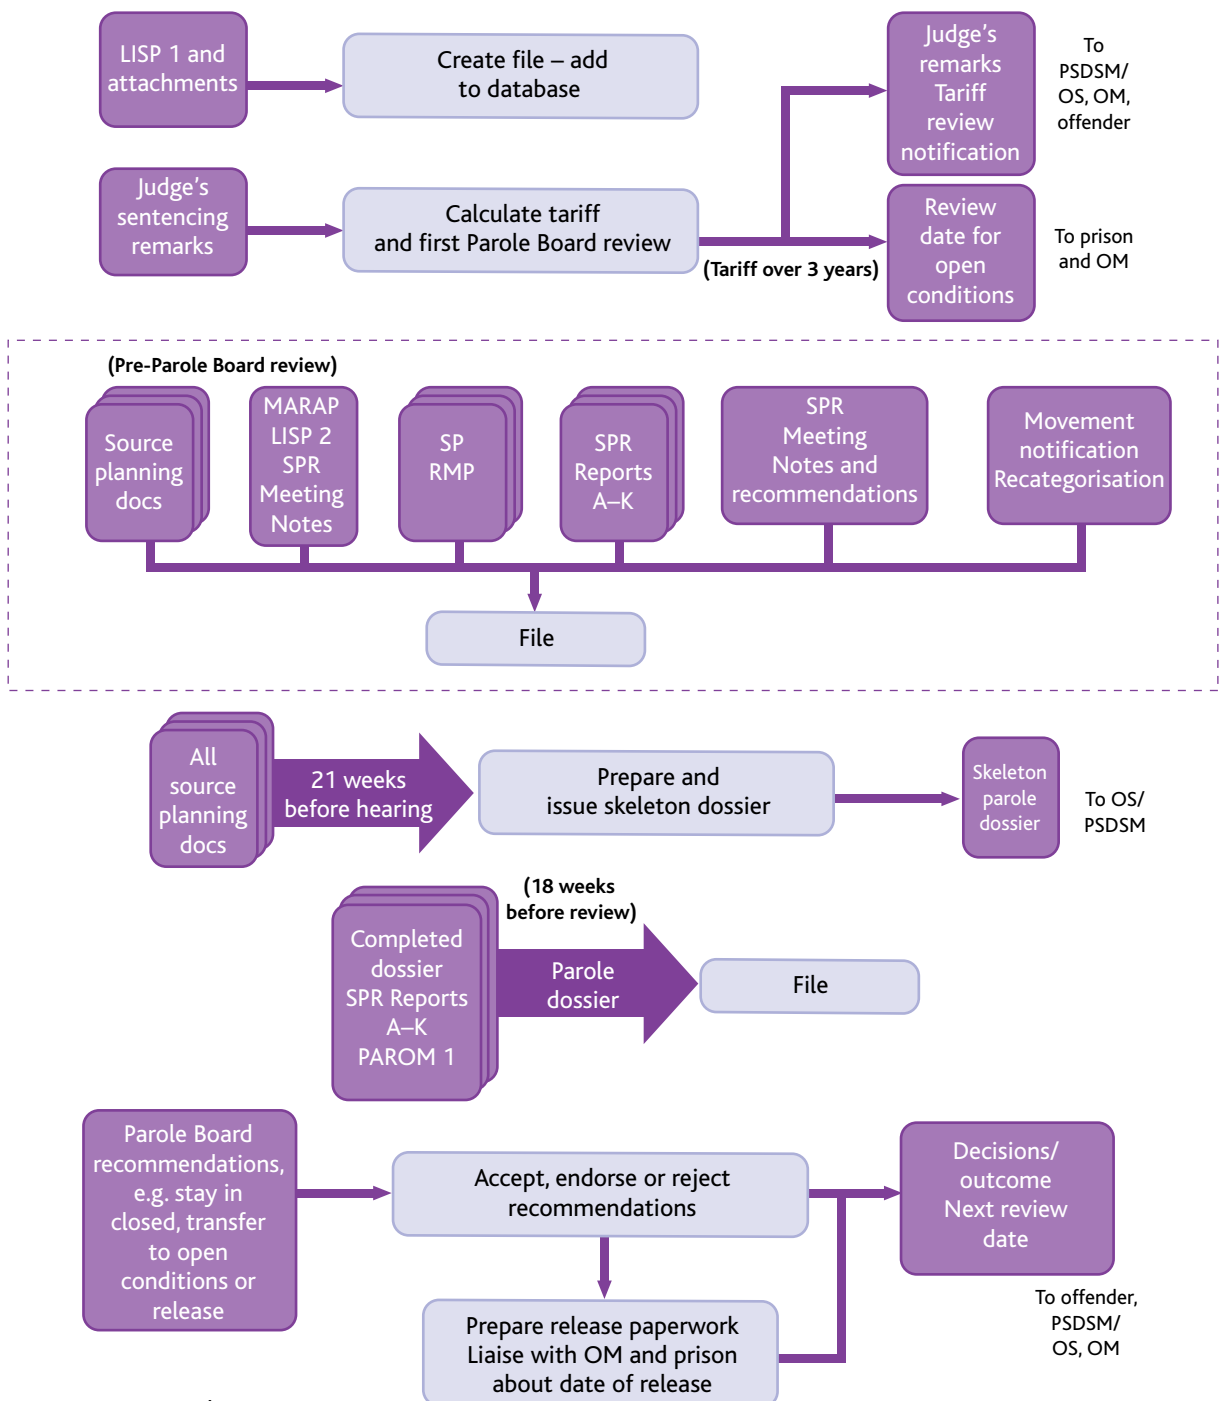 LISP 1 and
attachments
Create file – add
to database
Judge's
remarks
Tariff
review
notification
To
PSDSM/
OS, OM,
offender
Judge's
sentencing
remarks
Calculate tariff
and first Parole Board review
(Tariff over 3 years)
Review
date for
open
conditions
To prison
and OM
(Pre-Parole Board review)
Source
planning
docs
MARAP
LISP 2
SPR
Meeting
Notes
SP
RMP
SPR
Reports
A–K
SPR
Meeting
Notes and
recommendations
Movement
notification
Recategorisation
File
All
source
planning
docs
21 weeks
before hearing
Prepare and
issue skeleton dossier
Skeleton
parole
dossier
To OS/
PSDSM
Completed
dossier
SPR Reports
A–K
PAROM 1
(18 weeks
before review)
Parole
dossier
File
Parole Board
recommendations,
e.g. stay in
closed, transfer
to open
conditions or
release
Accept, endorse or reject
recommendations
Decisions/
outcome
Next review
date
To offender,
PSDSM/
OS, OM
Prepare release paperwork
Liaise with OM and prison
about date of release